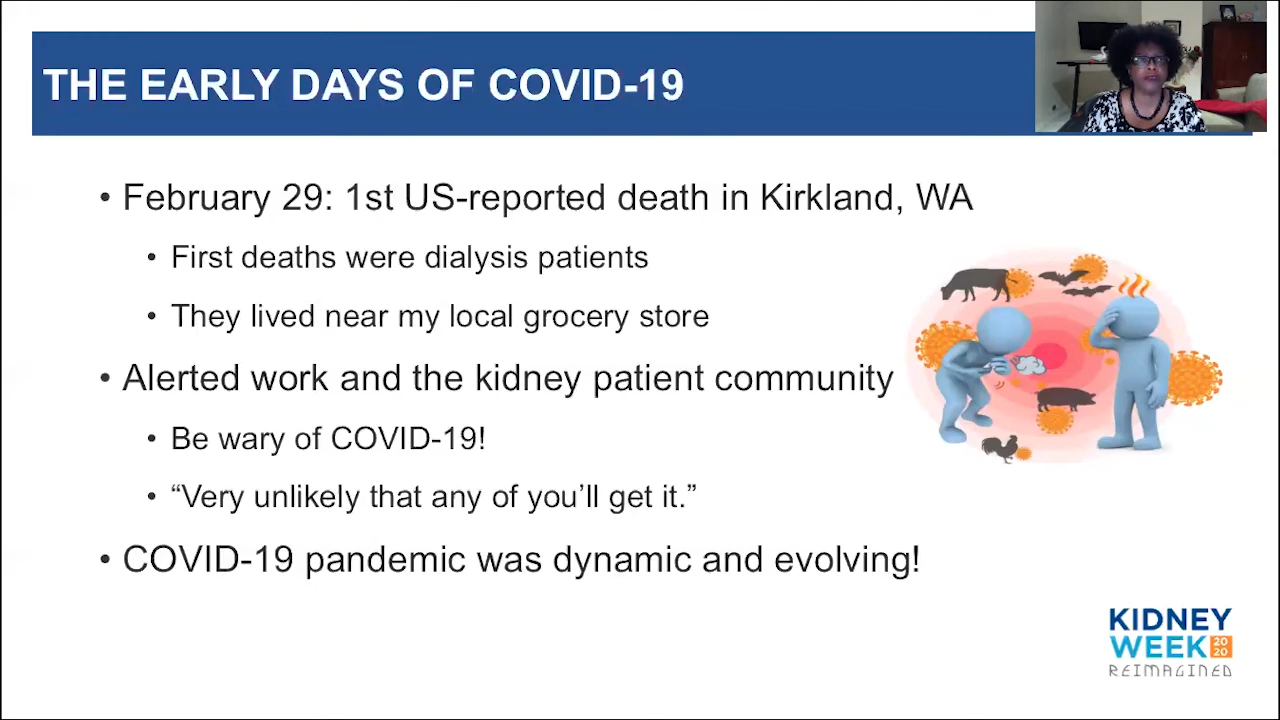 THE EARLY DAYS OF COVID-19
• February 29: 1st US-reported death in Kirkland, WA
• First deaths were dialysis patients
• They lived near my local grocery store
• Alerted work and the kidney patient community
• Be wary of COVID-19!
• “Very unlikely that any of you’ll get it.”
• COVID-19 pandemic was dynamic and evolving!
KIDNEY
WEEK 20
20
REIMAGINED